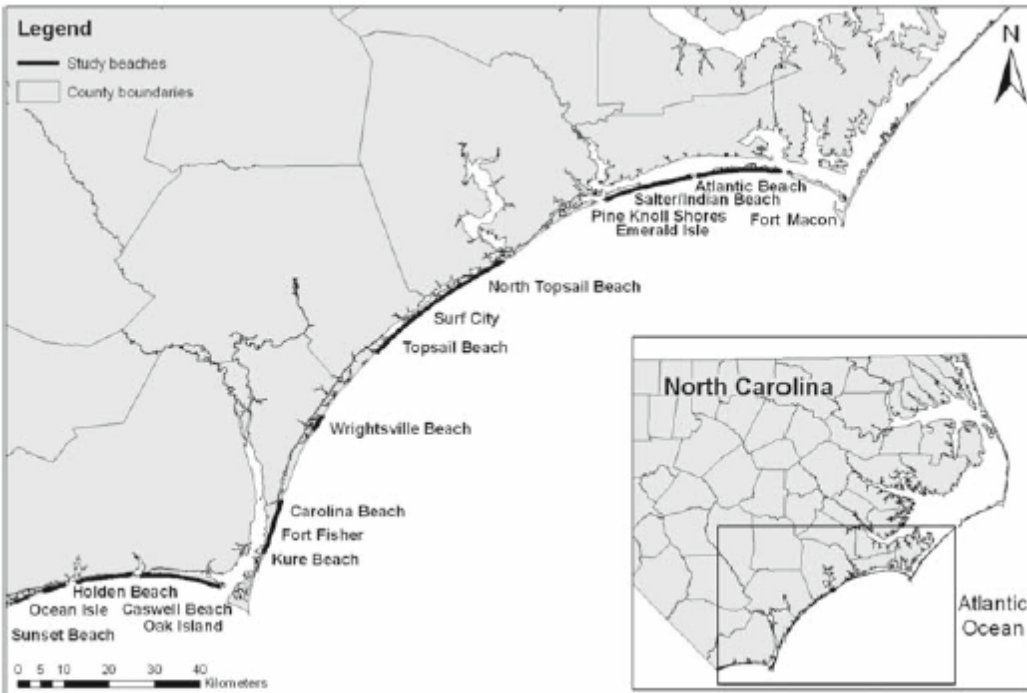 Legend
Study beaches
County boundaries
N
Atlantic Beach
Salter/Indian Beach
Pine Knoll Shores
Fort Macon
Emerald Isle
North Topsail Beach
Surf City
Topsail Beach
Wrightsville Beach
Carolina Beach
Fort Fisher
Kure Beach
Holden Beach
Ocean Isle
Caswell Beach
Oak Island
Sunset Beach
0 5 10 20 30 40
Kilometers
North Carolina
Atlantic
Ocean